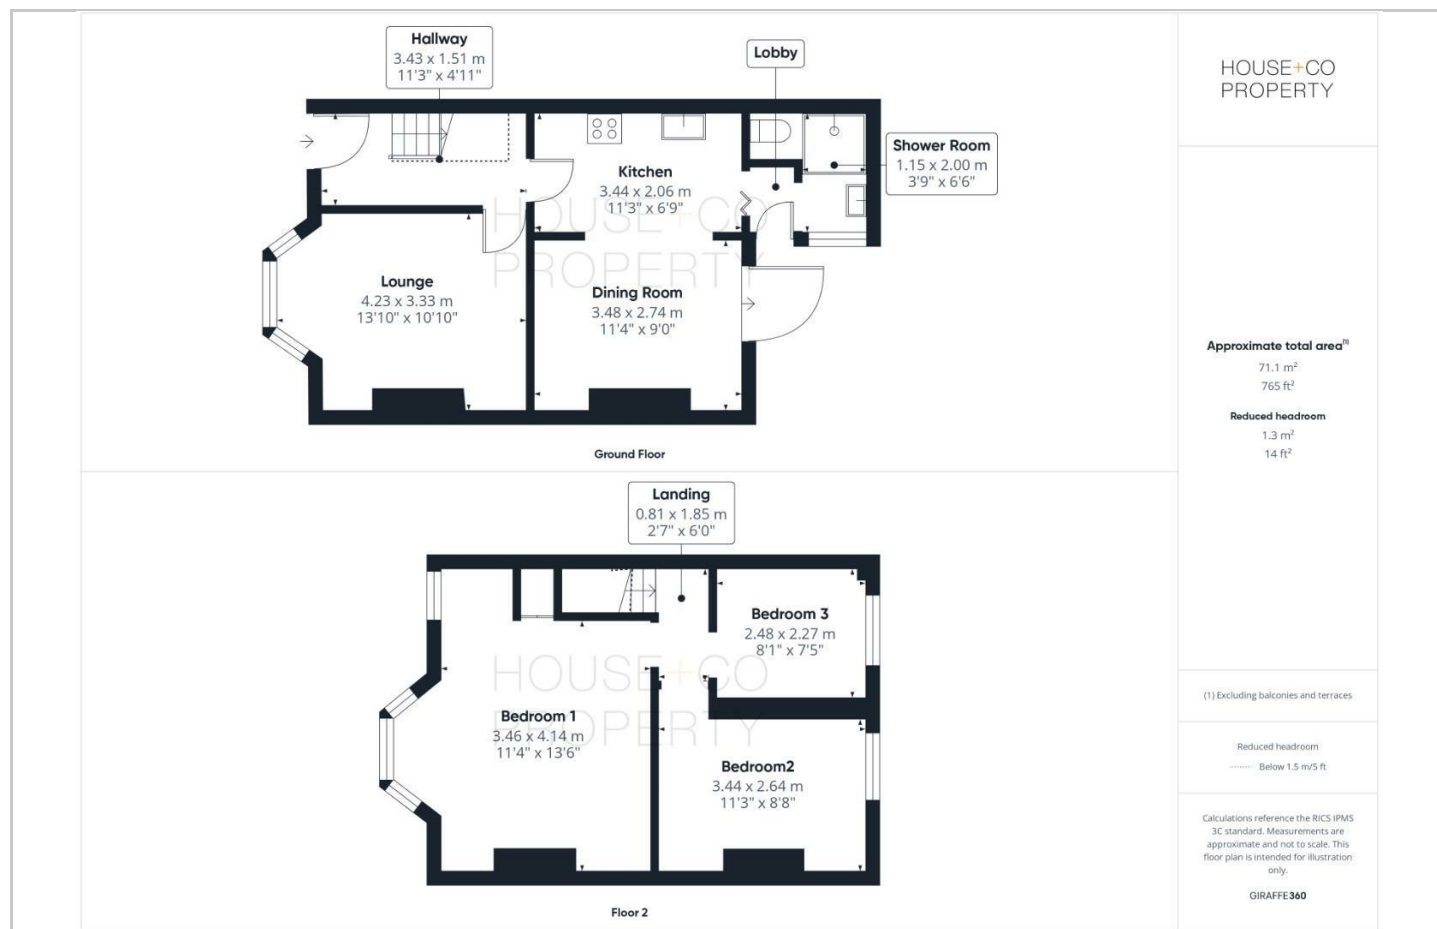 Hallway
3.43 x 1.51 m
11'3" x 4'11"
Lobby
Shower Room
1.15 x 2.00 m
3'9" x 6'6"
Kitchen
3.44 x 2.06 m
11'3" x 6'9"
Lounge
4.23 x 3.33 m
13'10" x 10'10"
Dining Room
3.48 x 2.74 m
11'4" x 9'0"
HOUSE+CO
PROPERTY
Ground Floor
Landing
0.81 x 1.85 m
2'7" x 6'0"
Bedroom 3
2.48 x 2.27 m
8'1" x 7'5"
Bedroom 1
3.46 x 4.14 m
11'4" x 13'6"
Bedroom2
3.44 x 2.64 m
11'3" x 8'8"
HOUSE+CO
PROPERTY
Floor 2
HOUSE+CO
PROPERTY
Approximate total area(1)
71.1 m²
765 ft²
Reduced headroom
1.3 m²
14 ft²
(1) Excluding balconies and terraces
Reduced headroom
Below 1.5 m/5 ft
Calculations reference the RICS IPMS
3C standard. Measurements are
approximate and not to scale. This
floor plan is intended for illustration
only.
GIRAFFE360